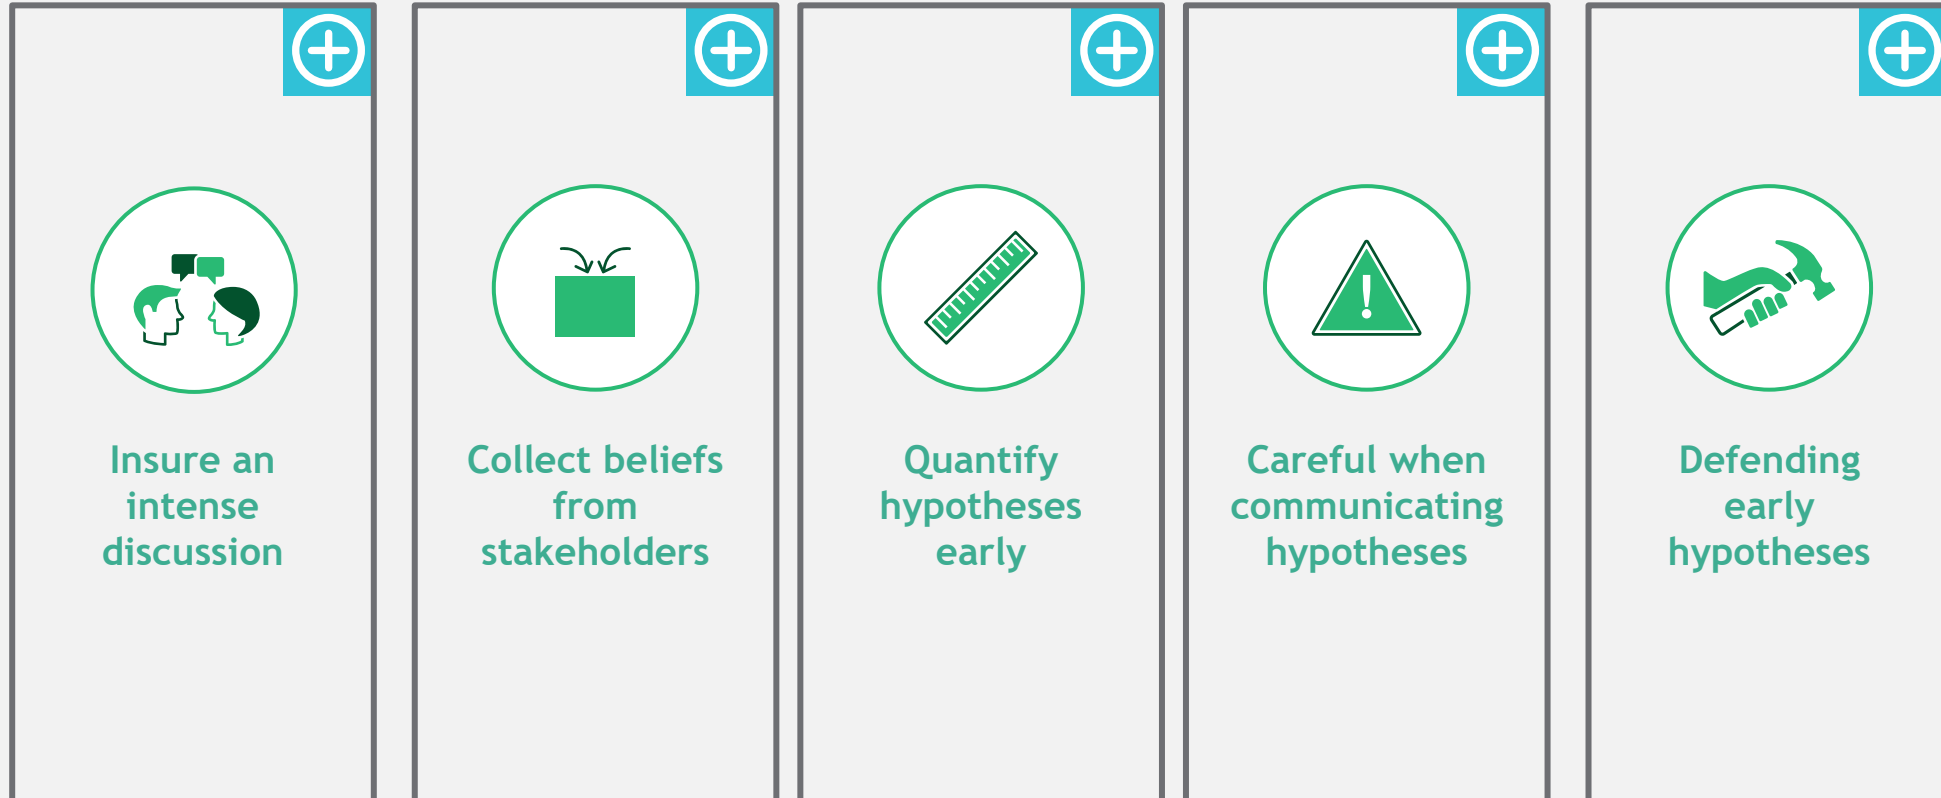 Insure an
intense
discussion
Collect beliefs
from
stakeholders
Quantify
hypotheses
early
Careful when
communicating
hypotheses
Defending
early
hypotheses